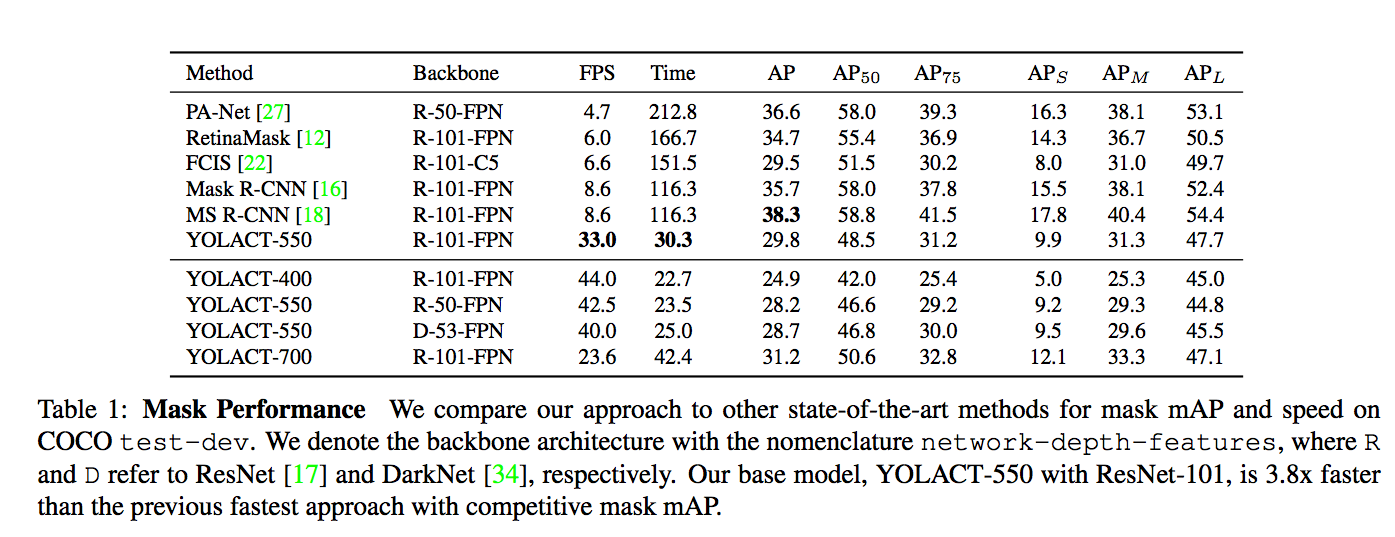 Method Backbone FPS Time AP AP50 AP75 APS APM APL
PA-Net [27] R-50-FPN 4.7 212.8 36.6 58.0 39.3 16.3 38.1 53.1
RetinaMask [12] R-101-FPN 6.0 166.7 34.7 55.4 36.9 14.3 36.7 50.5
FCIS [22] R-101-C5 6.6 151.5 29.5 51.5 30.2 8.0 31.0 49.7
Mask R-CNN [16] R-101-FPN 8.6 116.3 35.7 58.0 37.8 15.5 38.1 52.4
MS R-CNN [18] R-101-FPN 8.6 116.3 38.3 58.8 41.5 17.8 40.4 54.4
YOLACT-550 R-101-FPN 33.0 30.3 29.8 48.5 31.2 9.9 31.3 47.7
YOLACT-400 R-101-FPN 44.0 22.7 24.9 42.0 25.4 5.0 25.3 45.0
YOLACT-550 R-50-FPN 42.5 23.5 28.2 46.6 29.2 9.2 29.3 44.8
YOLACT-550 D-53-FPN 40.0 25.0 28.7 46.8 30.0 9.5 29.6 45.5
YOLACT-700 R-101-FPN 23.6 42.4 31.2 50.6 32.8 12.1 33.3 47.1
Table 1: Mask Performance We compare our approach to other state-of-the-art methods for mask mAP and speed on
COCO test-dev. We denote the backbone architecture with the nomenclature network-depth-features, where R
and D refer to ResNet [17] and DarkNet [34], respectively. Our base model, YOLACT-550 with ResNet-101, is 3.8x faster
than the previous fastest approach with competitive mask mAP.